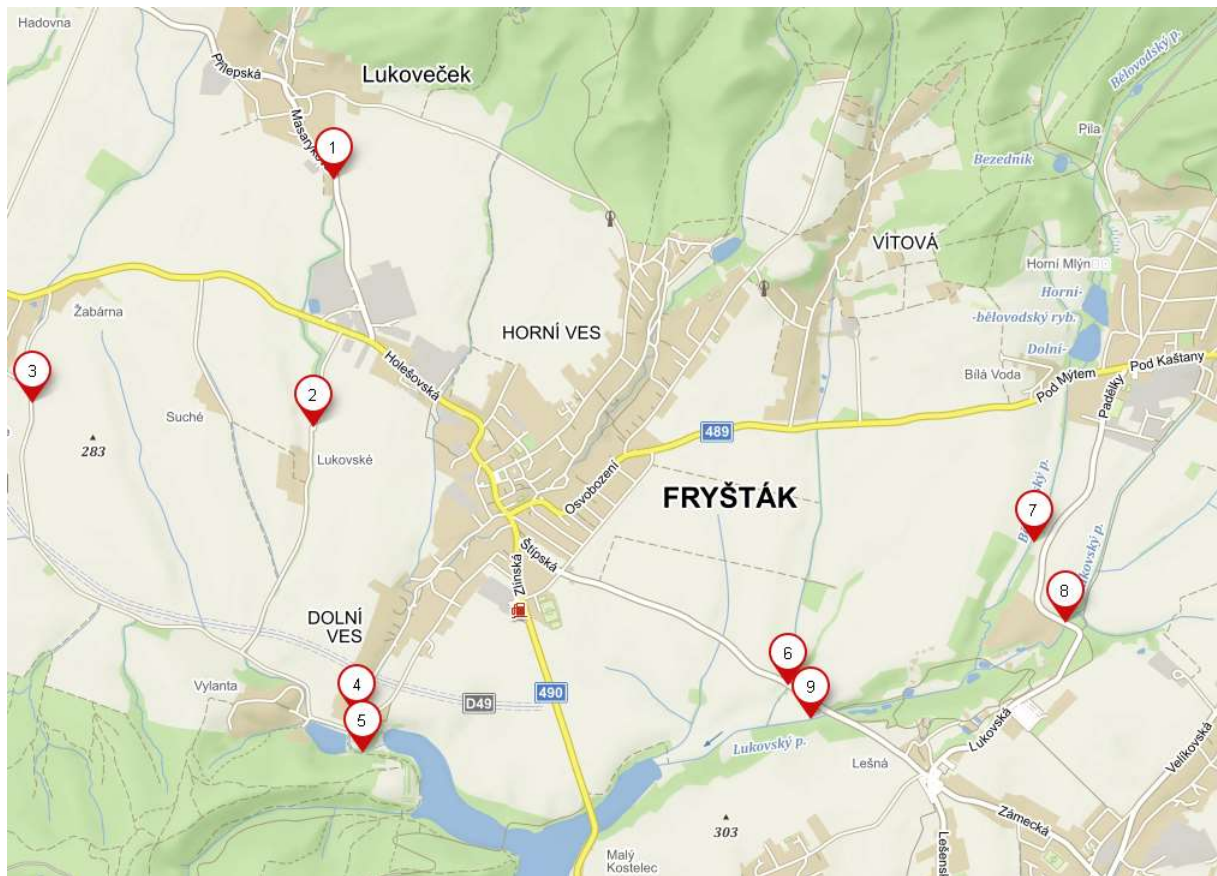 Hadovna
Přílepská
Lukoveček
Bělovodský p.
Pila
Bezedník
1
VÍTOVÁ
Horní Mlýn
Horní-
-bělovodský ryb.
Dolní-
Žabárna
HORNÍ VES
Holešovská
Bílá Voda
Pod Mýtem
Pod Kaštany
Padělky
3
2
Suché
Lukovské
283
489
Osvobození
FRYŠTÁK
7
Štípská
Zlínská
8
DOLNÍ
VES
6
Vylanta
4
9
D49
490
5
Lukovský p.
Lukovská
Lešná
Velíkovská
303
Zámecká
Malý
Kostelec